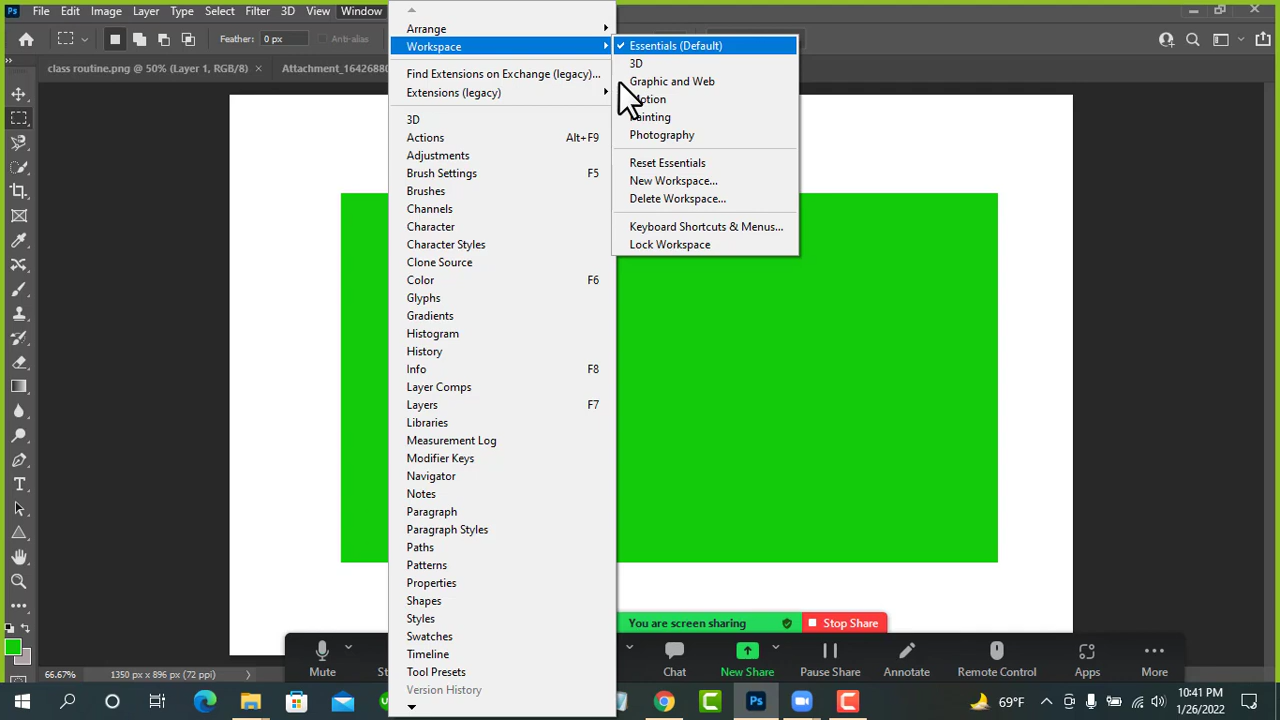 Ps File Edit Image Layer Type Select Filter 3D View Window
Feather: 0 px Anti-alias
class routine.png @ 50% (Layer 1, RGB/8) × Attachment_16426880
Arrange
Workspace
Find Extensions on Exchange (legacy)...
Extensions (legacy)
3D
Actions Alt+F9
Adjustments
Brush Settings F5
Brushes
Channels
Character
Character Styles
Clone Source
Color F6
Glyphs
Gradients
Histogram
History
Info F8
Layer Comps
Layers F7
Libraries
Measurement Log
Modifier Keys
Navigator
Notes
Paragraph
Paragraph Styles
Paths
Patterns
Properties
Shapes
Styles
Swatches
Timeline
Tool Presets
Version History
Essentials (Default)
3D
Graphic and Web
Photography
Reset Essentials
New Workspace...
Delete Workspace...
Keyboard Shortcuts & Menus...
Lock Workspace
You are screen sharing Stop Share
Mute Chat New Share Pause Share Annotate Remote Control Apps More
66.67% 1350 px x 896 px (72 ppi)
Ps 69°F 10:41 PM
1/26/2022